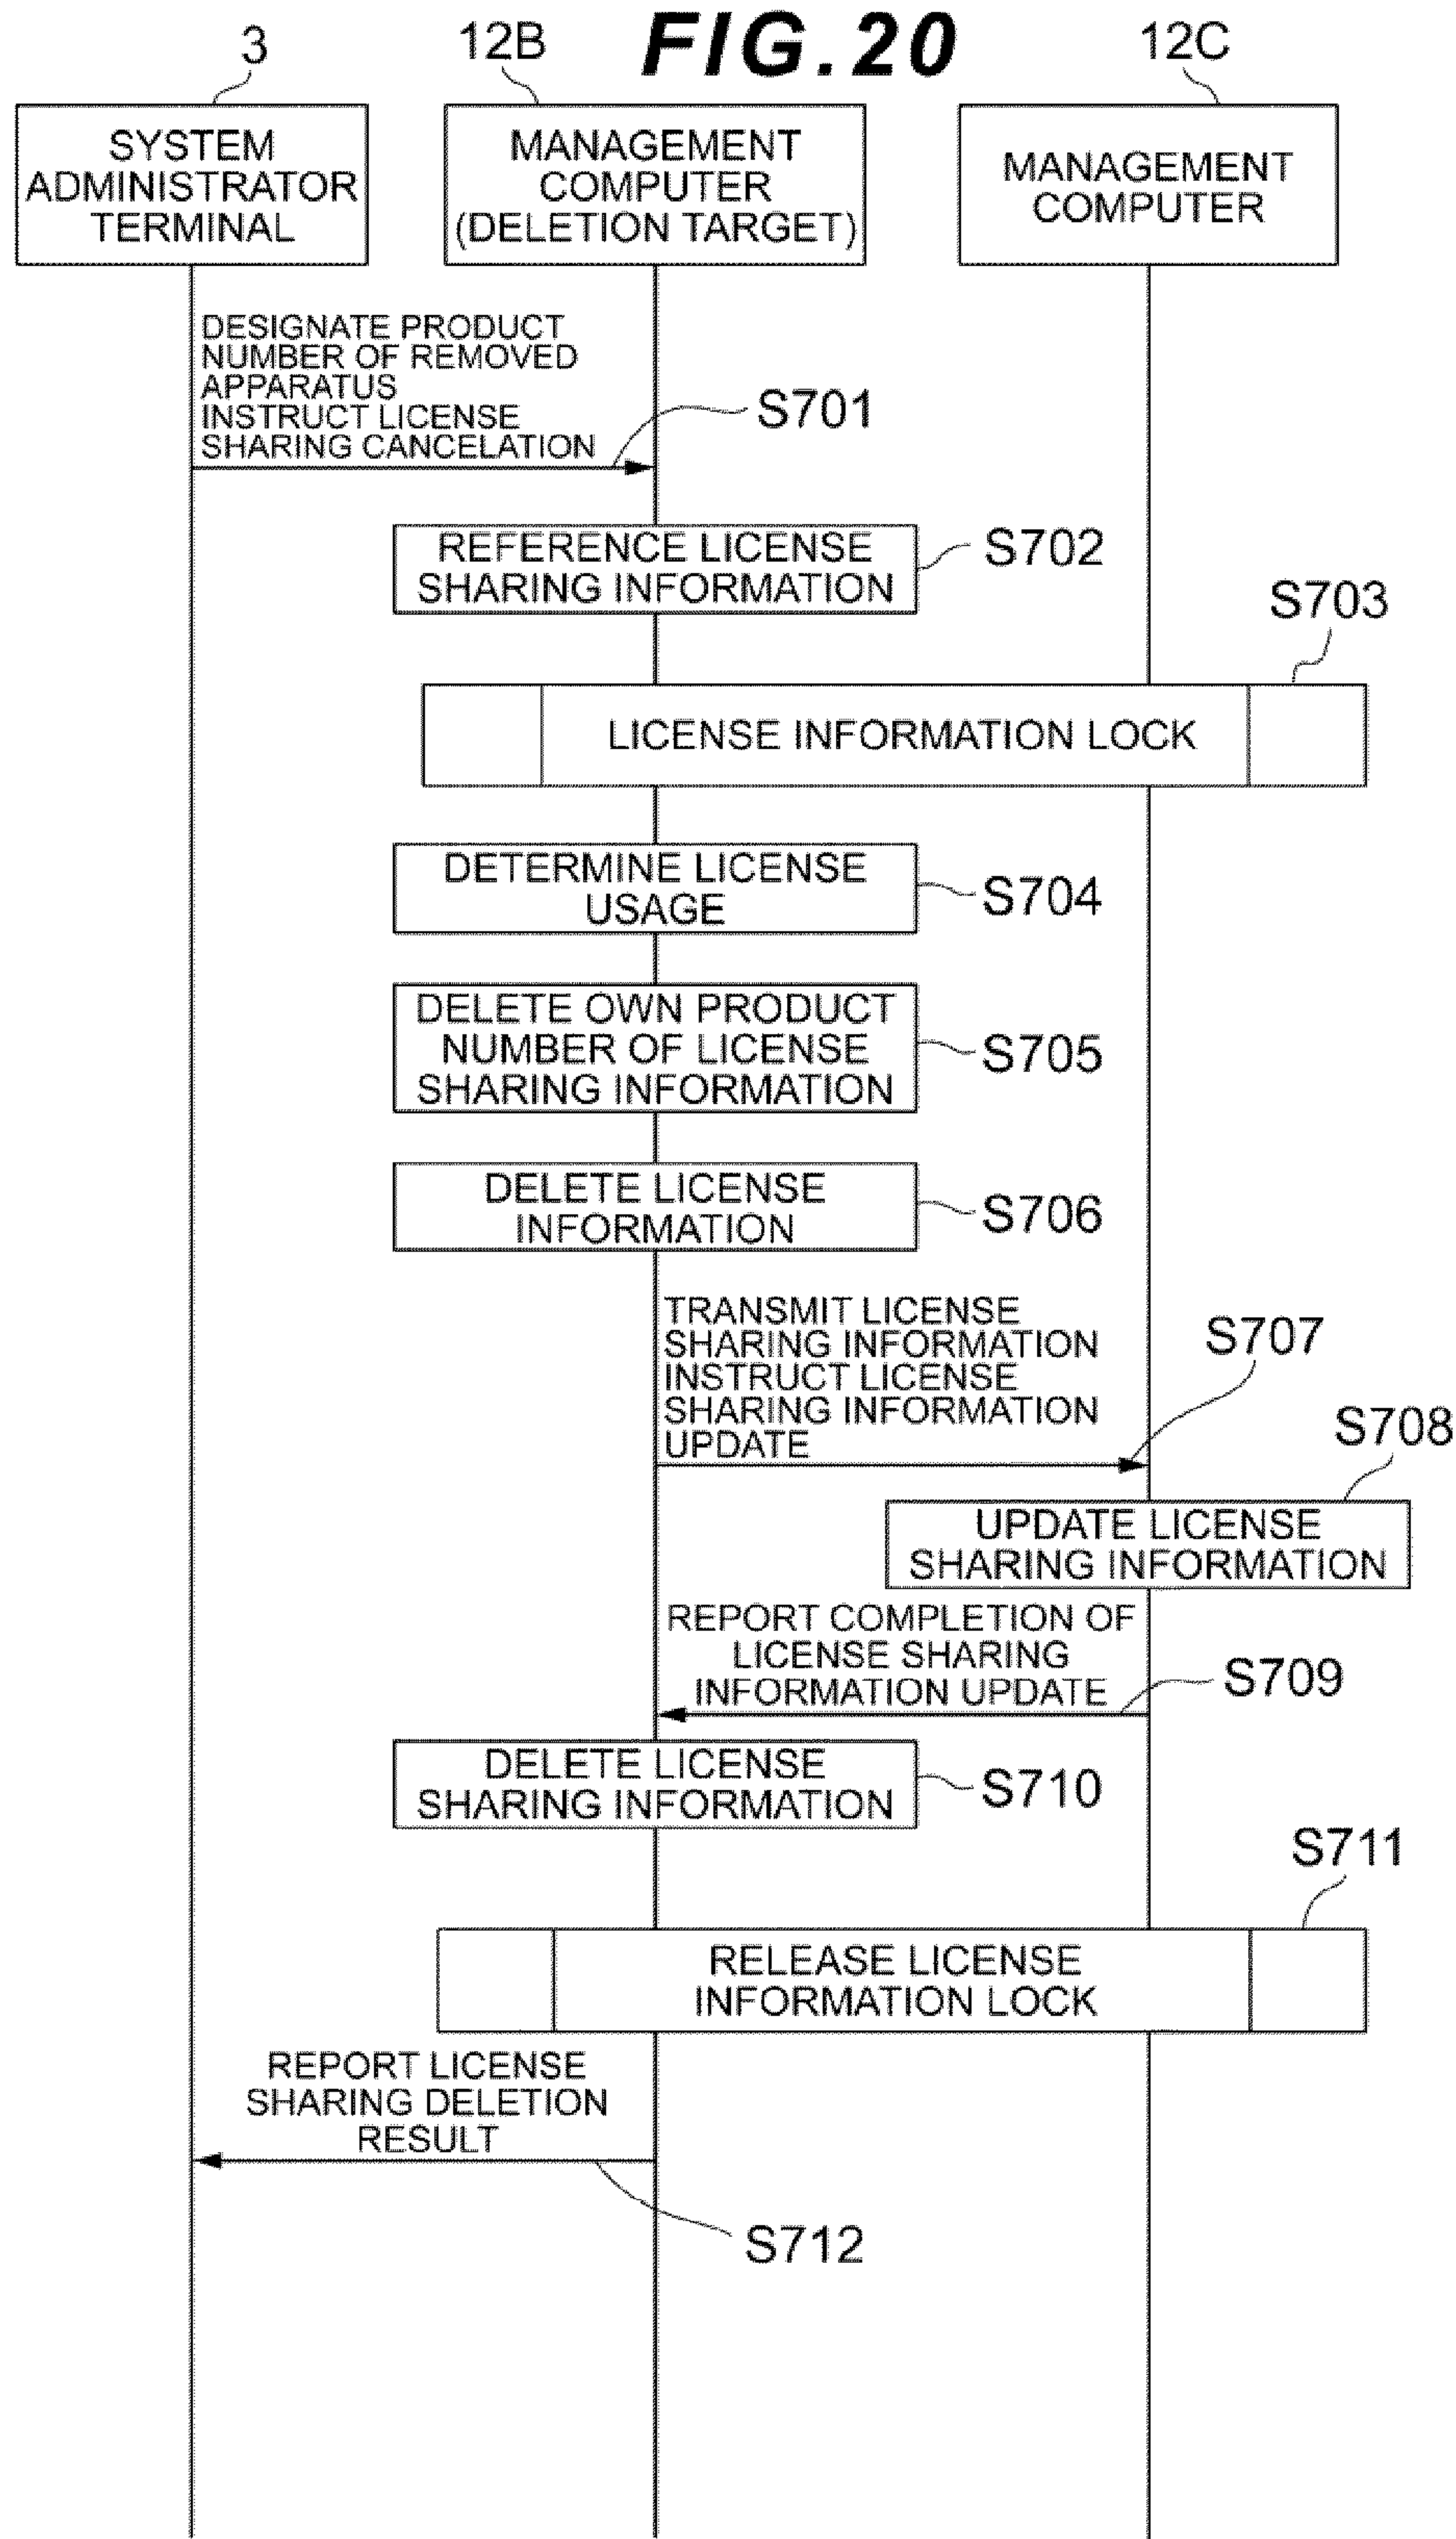 FIG.20
3
12B
12C
SYSTEM
ADMINISTRATOR
TERMINAL
MANAGEMENT
COMPUTER
(DELETION TARGET)
MANAGEMENT
COMPUTER
DESIGNATE PRODUCT
NUMBER OF REMOVED
APPARATUS
INSTRUCT LICENSE
SHARING CANCELATION
S701
REFERENCE LICENSE
SHARING INFORMATION
S702
S703
LICENSE INFORMATION LOCK
DETERMINE LICENSE
USAGE
S704
DELETE OWN PRODUCT
NUMBER OF LICENSE
SHARING INFORMATION
S705
DELETE LICENSE
INFORMATION
S706
TRANSMIT LICENSE
SHARING INFORMATION
INSTRUCT LICENSE
SHARING INFORMATION
UPDATE
S707
S708
UPDATE LICENSE
SHARING INFORMATION
REPORT COMPLETION OF
LICENSE SHARING
INFORMATION UPDATE
S709
DELETE LICENSE
SHARING INFORMATION
S710
S711
RELEASE LICENSE
INFORMATION LOCK
REPORT LICENSE
SHARING DELETION
RESULT
S712